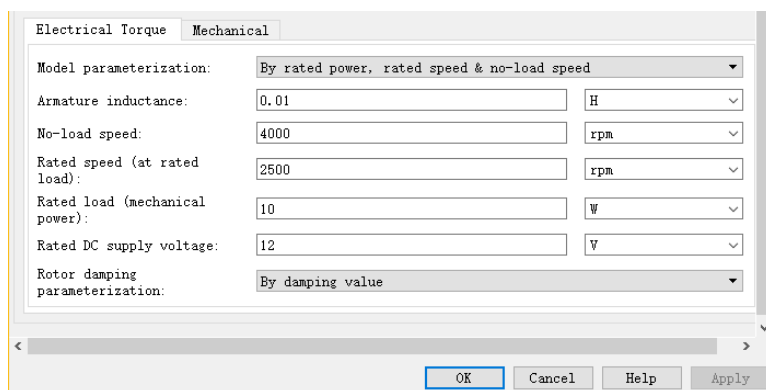 Electrical Torque Mechanical
Model parameterization: By rated power, rated speed & no-load speed
Armature inductance: 0.01 H
No-load speed: 4000 rpm
Rated speed (at rated
load): 2500 rpm
Rated load (mechanical
power): 10 W
Rated DC supply voltage: 12 V
Rotor damping
parameterization: By damping value
OK Cancel Help Apply